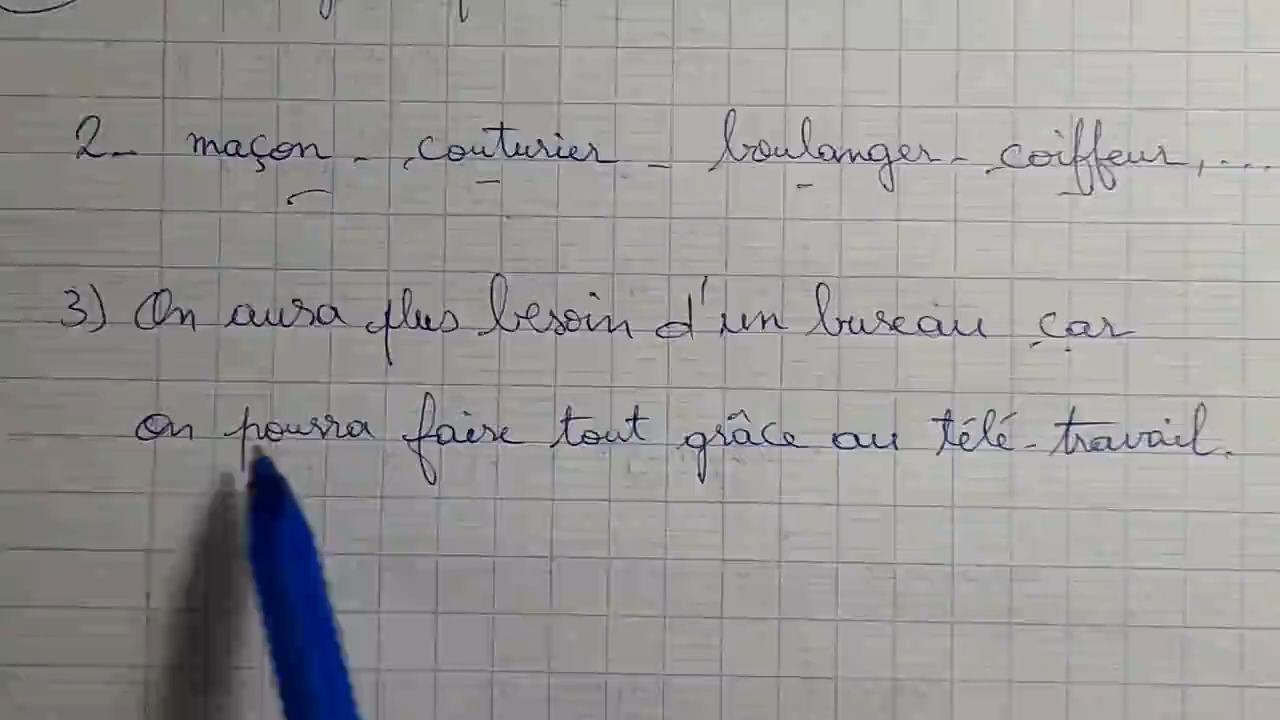 2- maçon - couturier - boulanger - coiffeur, ...
3) On aura plus besoin d'un bureau car
on pourra faire tout grâce au télé-travail.